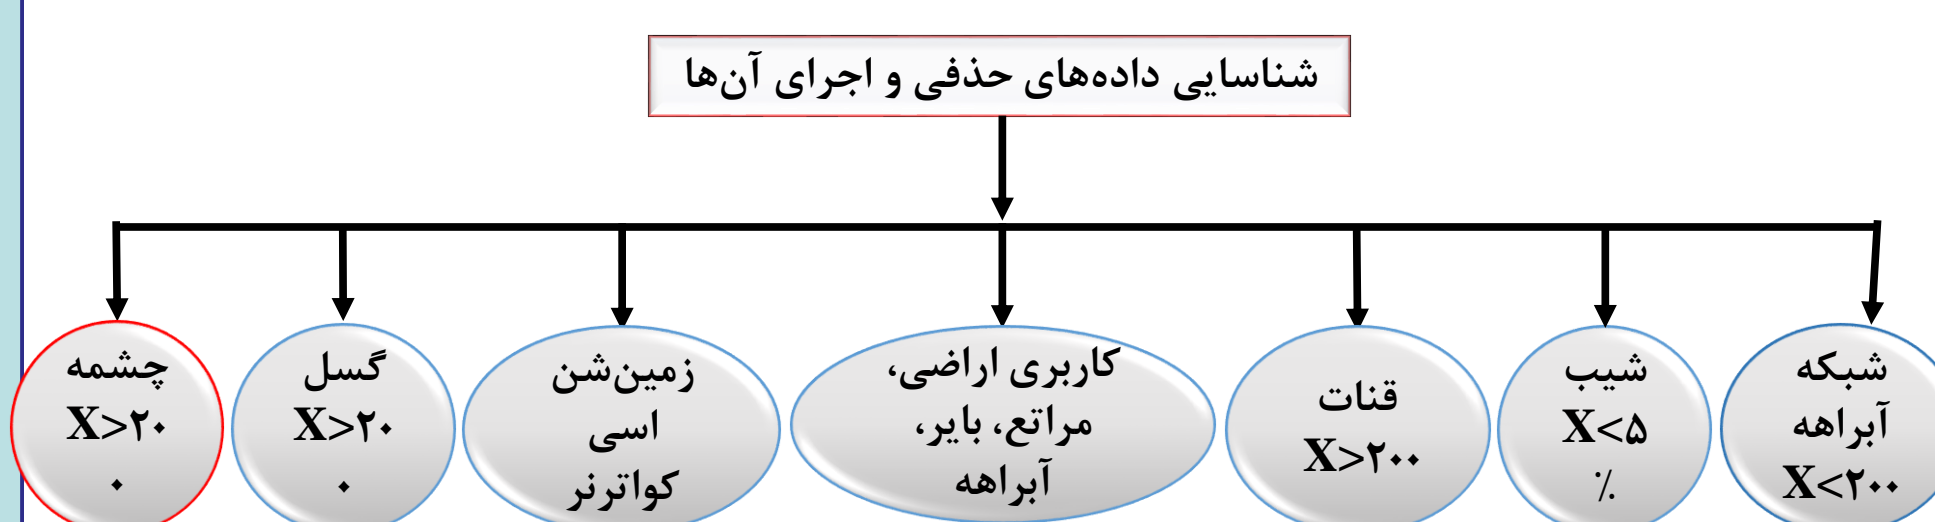 شناسایی داده‌های حذفی و اجرای آن‌ها
شبکه
آبراهه
X<۲۰۰
شیب
X<۵
٪
قنات
X>۲۰۰
کاربری اراضی،
مراتع، بایر،
آبراهه
زمین‌شن
اسی
کواترنر
گسل
X>۲۰
۰
چشمه
X>۲۰
۰